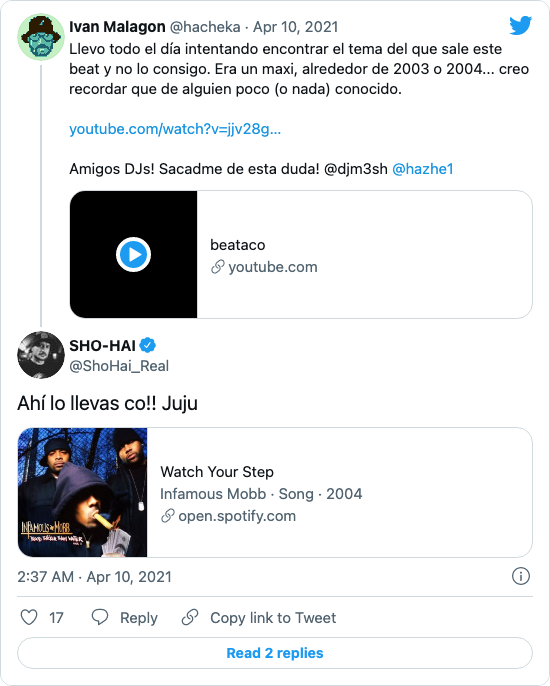 Ivan Malagon @hacheka · Apr 10, 2021
Llevo todo el día intentando encontrar el tema del que sale este
beat y no lo consigo. Era un maxi, alrededor de 2003 o 2004... creo
recordar que de alguien poco (o nada) conocido.
youtube.com/watch?v=jjv28g...
Amigos DJs! Sacadme de esta duda! @djm3sh @hazhe1
beataco
youtube.com
SHO-HAI
@ShoHai_Real
Ahí lo llevas co!! Juju
INFAMOUS MOBB
Watch Your Step
Infamous Mobb · Song · 2004
open.spotify.com
2:37 AM · Apr 10, 2021
17 Reply Copy link to Tweet
Read 2 replies